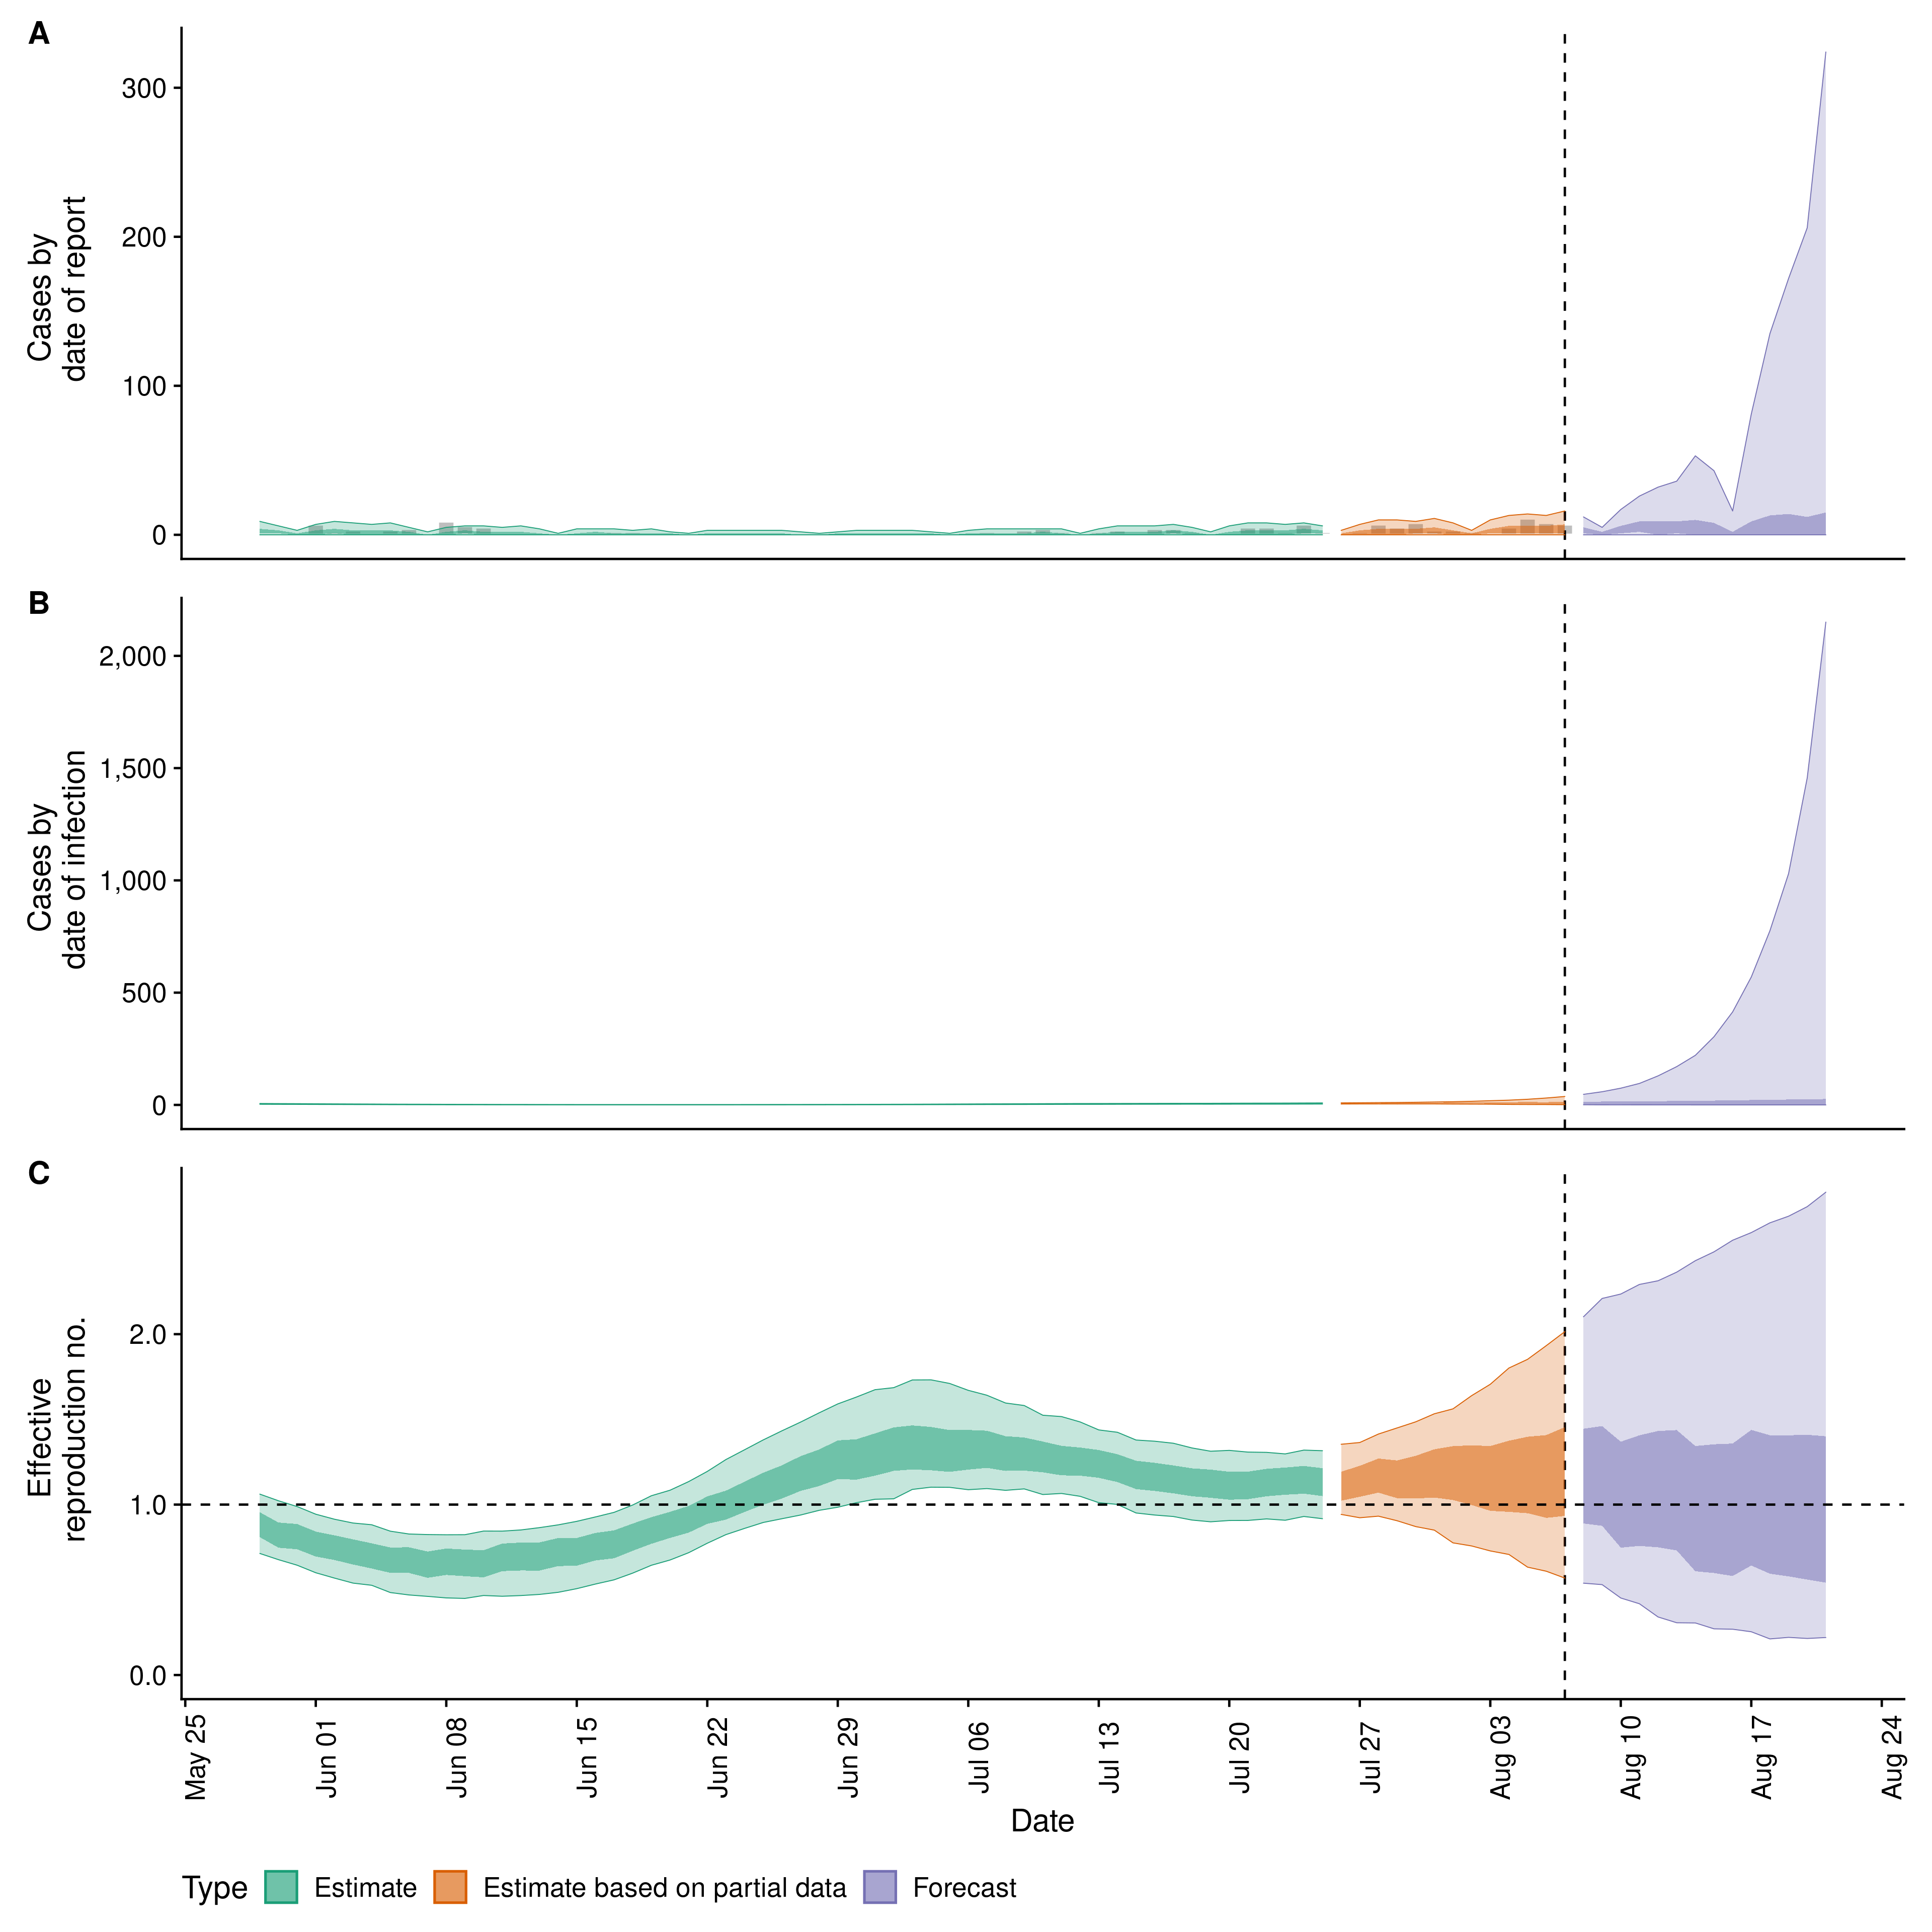 A
Cases by
date of report
300
200
100
0
B
Cases by
date of infection
2,000
1,500
1,000
500
0
C
Effective
reproduction no.
2.0
1.0
0.0
May 25
Jun 01
Jun 08
Jun 15
Jun 22
Jun 29
Jul 06
Jul 13
Jul 20
Jul 27
Aug 03
Aug 10
Aug 17
Aug 24
Date
Type Estimate Estimate based on partial data Forecast